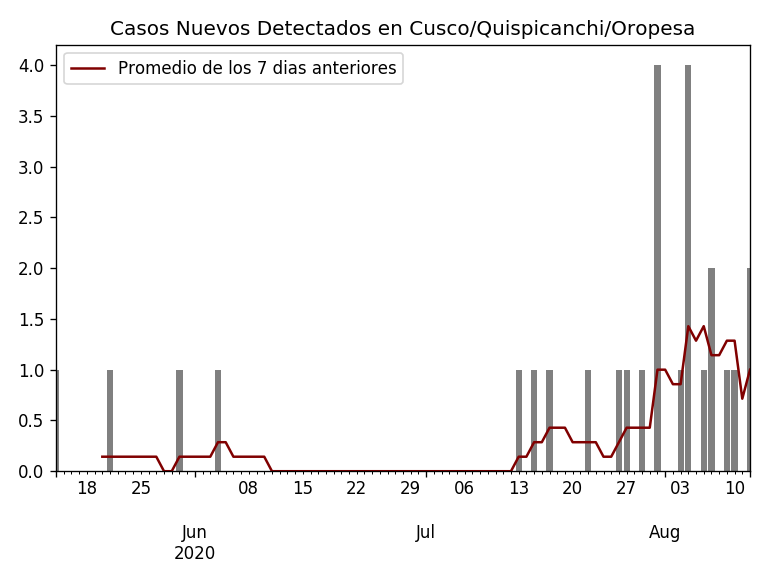 Casos Nuevos Detectados en Cusco/Quispicanchi/Oropesa
Promedio de los 7 dias anteriores
4.0
3.5
3.0
2.5
2.0
1.5
1.0
0.5
0.0
18 25 08 15 22 29 06 13 20 27 03 10
Jun Jul Aug
2020